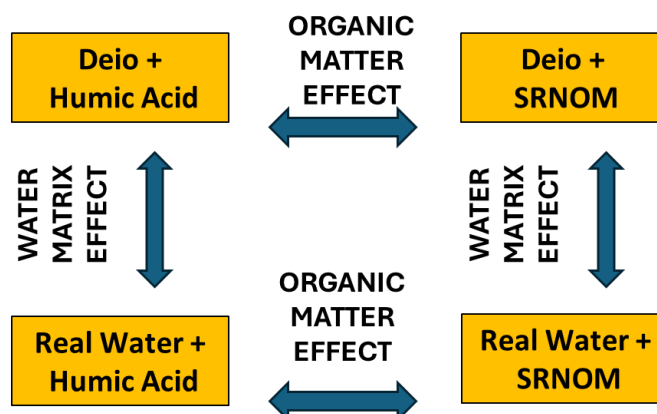 ORGANIC
MATTER
EFFECT
Deio +
Humic Acid
Deio +
SRNOM
WATER
MATRIX
EFFECT
WATER
MATRIX
EFFECT
ORGANIC
MATTER
EFFECT
Real Water +
Humic Acid
Real Water +
SRNOM